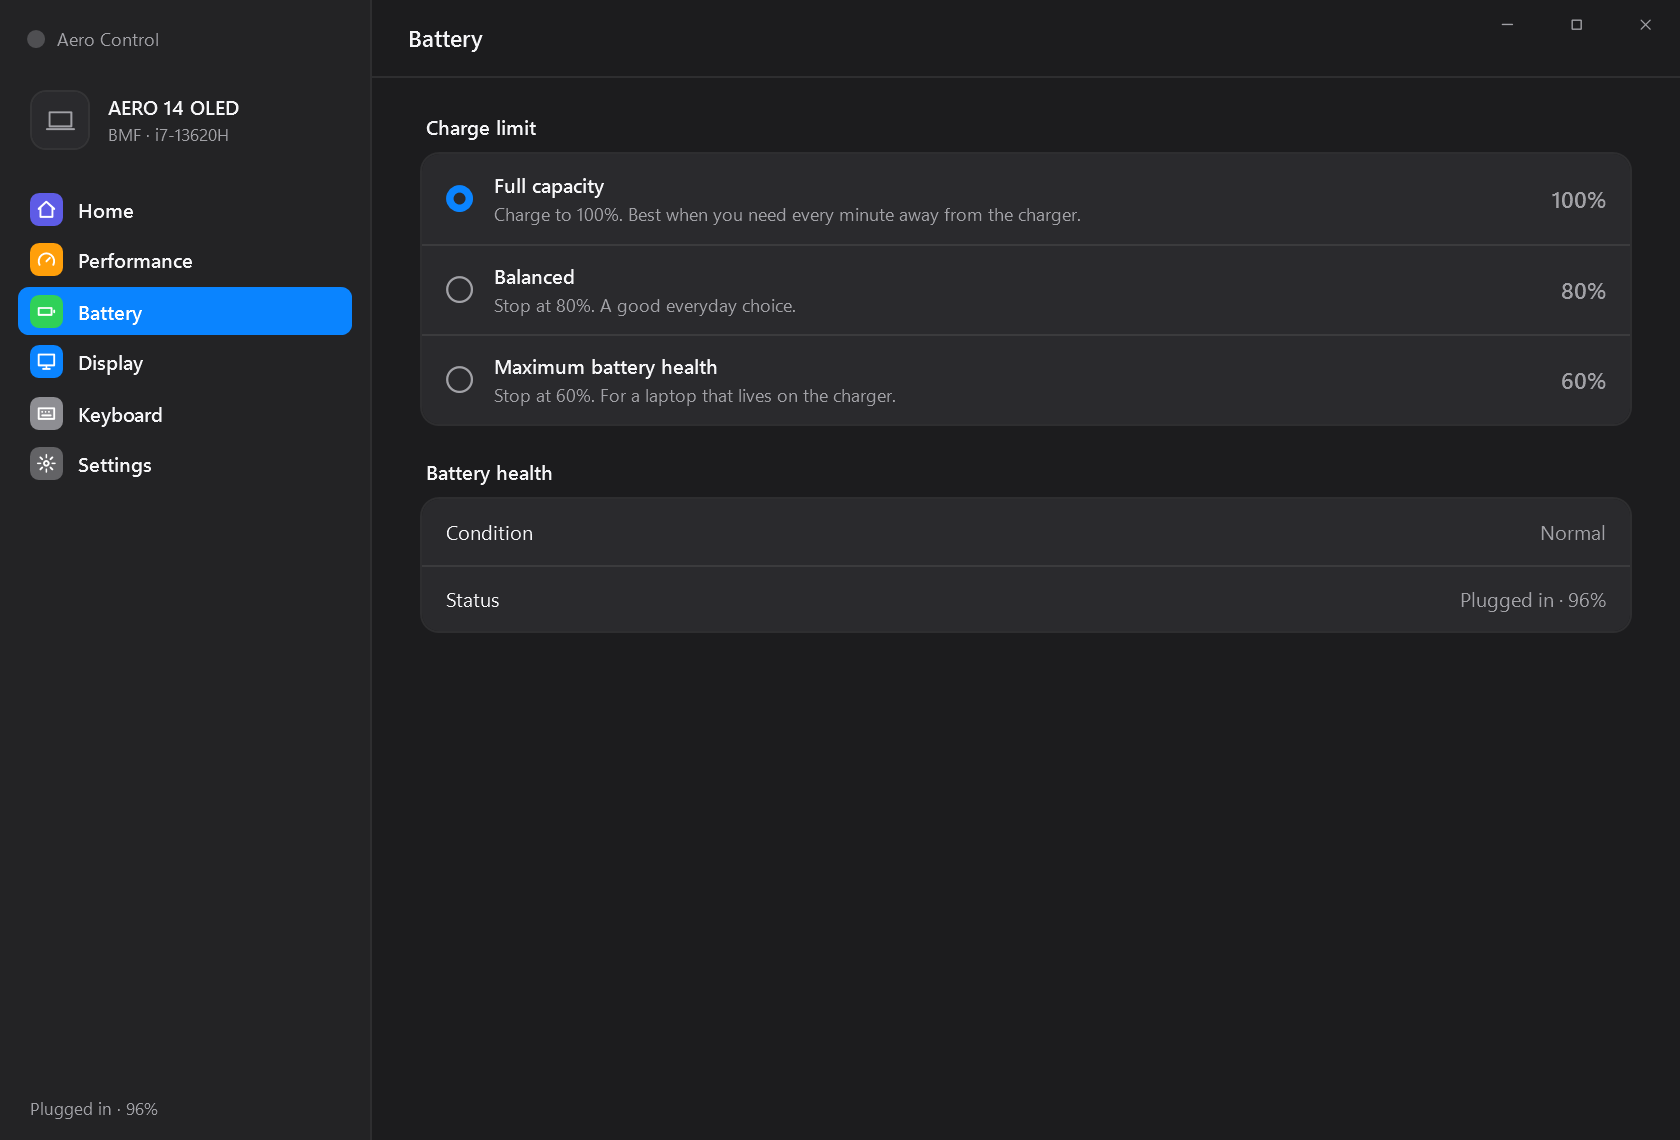 Aero Control
AERO 14 OLED
BMF · i7-13620H
Home
Performance
Battery
Display
Keyboard
Settings
Plugged in · 96%
Battery
Charge limit
Full capacity
Charge to 100%. Best when you need every minute away from the charger.
100%
Balanced
Stop at 80%. A good everyday choice.
80%
Maximum battery health
Stop at 60%. For a laptop that lives on the charger.
60%
Battery health
Condition
Normal
Status
Plugged in · 96%